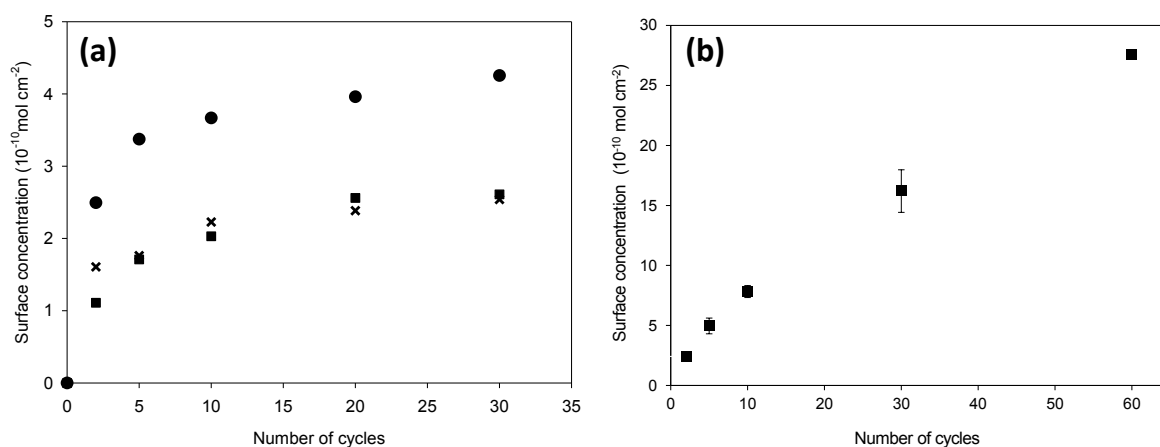 (a)
Surface concentration (10⁻¹⁰mol cm⁻²)
5
4
3
2
1
0
0 5 10 15 20 25 30 35
Number of cycles
(b)
Surface concentration (10⁻¹⁰ mol cm⁻²)
30
25
20
15
10
5
0
0 10 20 30 40 50 60
Number of cycles